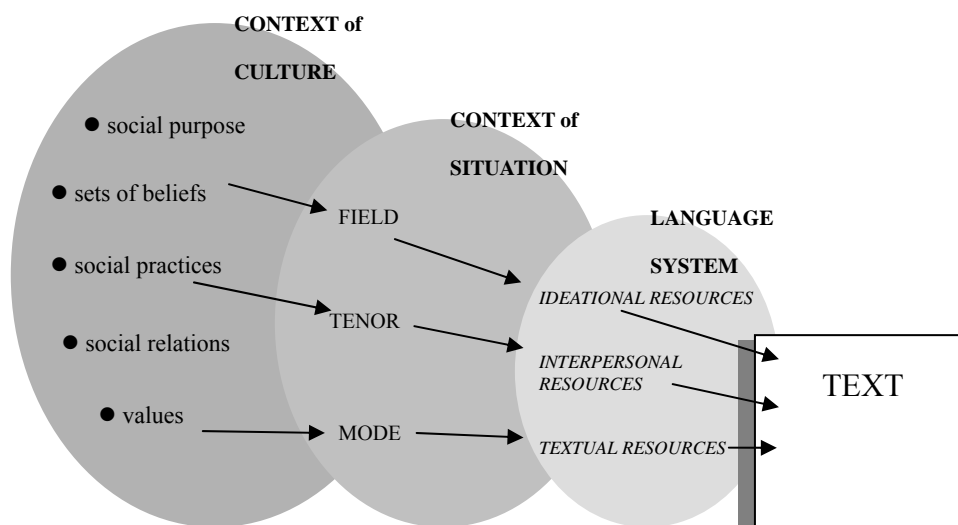 CONTEXT of
CULTURE
● social purpose
● sets of beliefs
● social practices
● social relations
● values
CONTEXT of
SITUATION
FIELD
TENOR
MODE
LANGUAGE
SYSTEM
IDEATIONAL RESOURCES
INTERPERSONAL
RESOURCES
TEXTUAL RESOURCES
TEXT